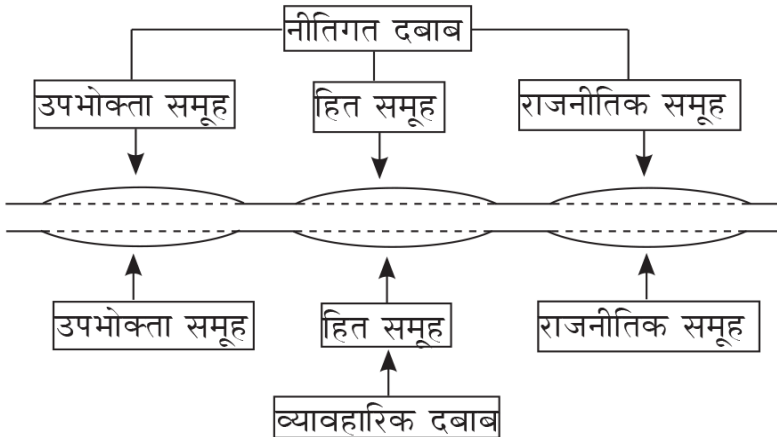 नीतिगत दबाब
उपभोक्ता समूह
हित समूह
राजनीतिक समूह
उपभोक्ता समूह
हित समूह
राजनीतिक समूह
व्यावहारिक दबाब